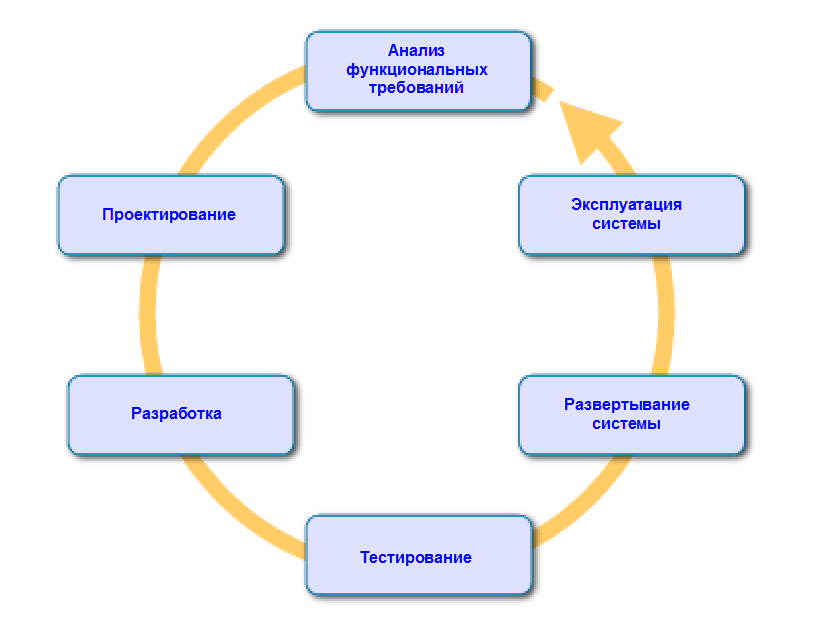 Анализ
функциональных
требований
Проектирование
Эксплуатация
системы
Разработка
Развертывание
системы
Тестирование